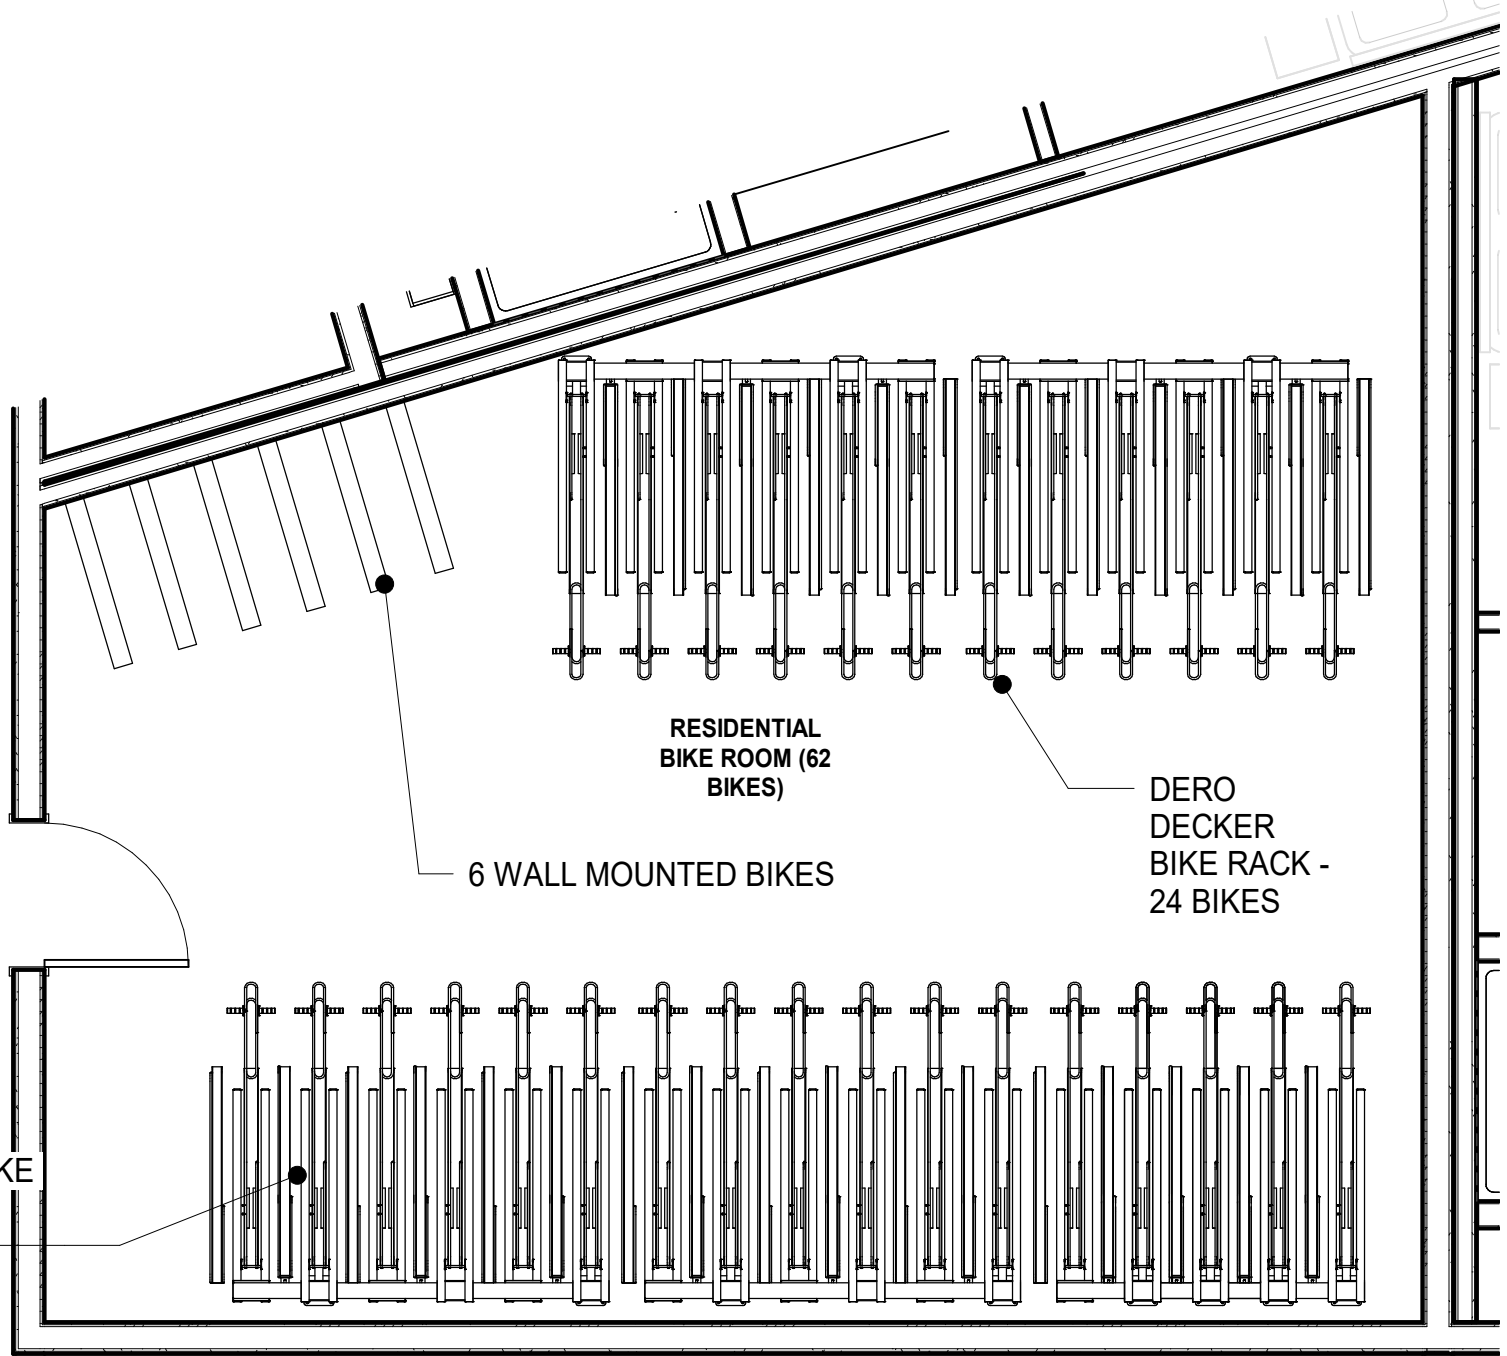 RESIDENTIAL
BIKE ROOM (62
BIKES)
DERO
DECKER
BIKE RACK -
24 BIKES
6 WALL MOUNTED BIKES
KE